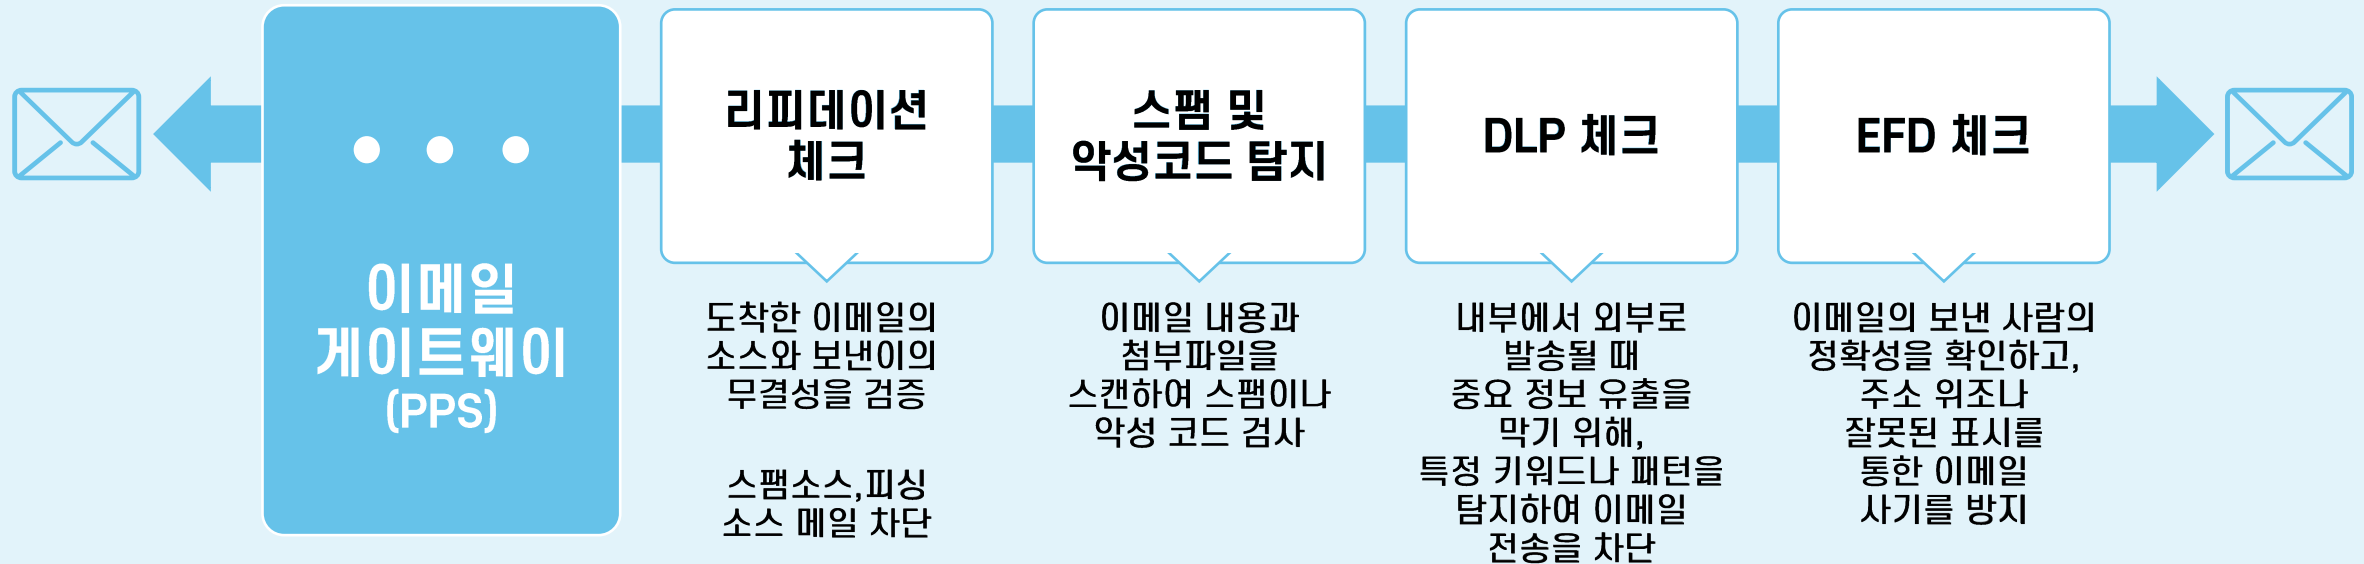 이메일
게이트웨이
(PPS)
리피데이션
체크
도착한 이메일의
소스와 보낸이의
무결성을 검증
스팸소스,피싱
소스 메일 차단
스팸 및
악성코드 탐지
이메일 내용과
첨부파일을
스캔하여 스팸이나
악성 코드 검사
DLP 체크
내부에서 외부로
발송될 때
중요 정보 유출을
막기 위해,
특정 키워드나 패턴을
탐지하여 이메일
전송을 차단
EFD 체크
이메일의 보낸 사람의
정확성을 확인하고,
주소 위조나
잘못된 표시를
통한 이메일
사기를 방지